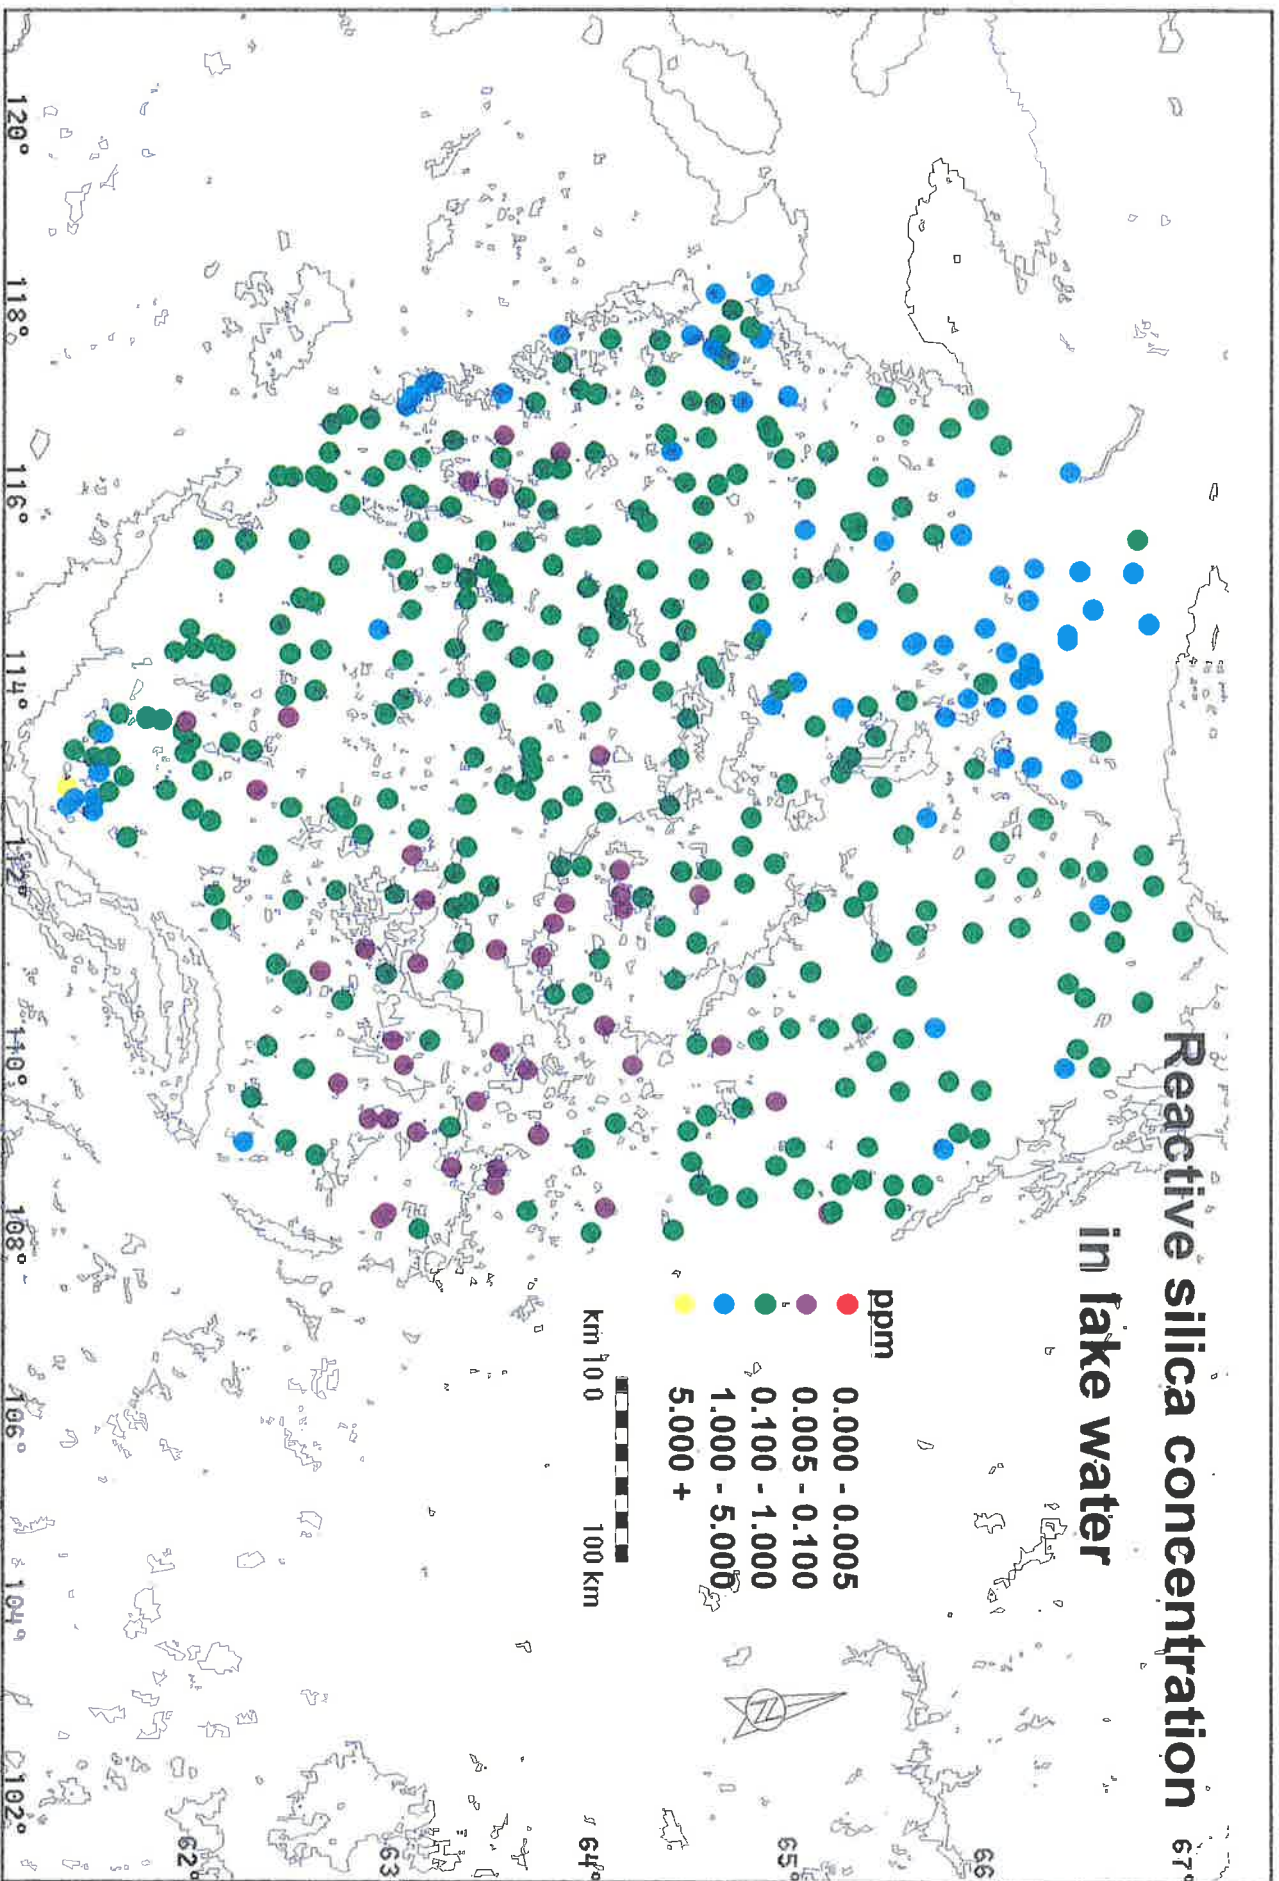 Reactive silica concentration
in lake water
ppm
0.000 - 0.005
0.005 - 0.100
0.100 - 1.000
1.000 - 5.000
5.000 +
km 10 0 100 km
N
67°
66
65°
64°
63
62°
120° 118° 116° 114° 112° 110° 108° 106° 104° 102°